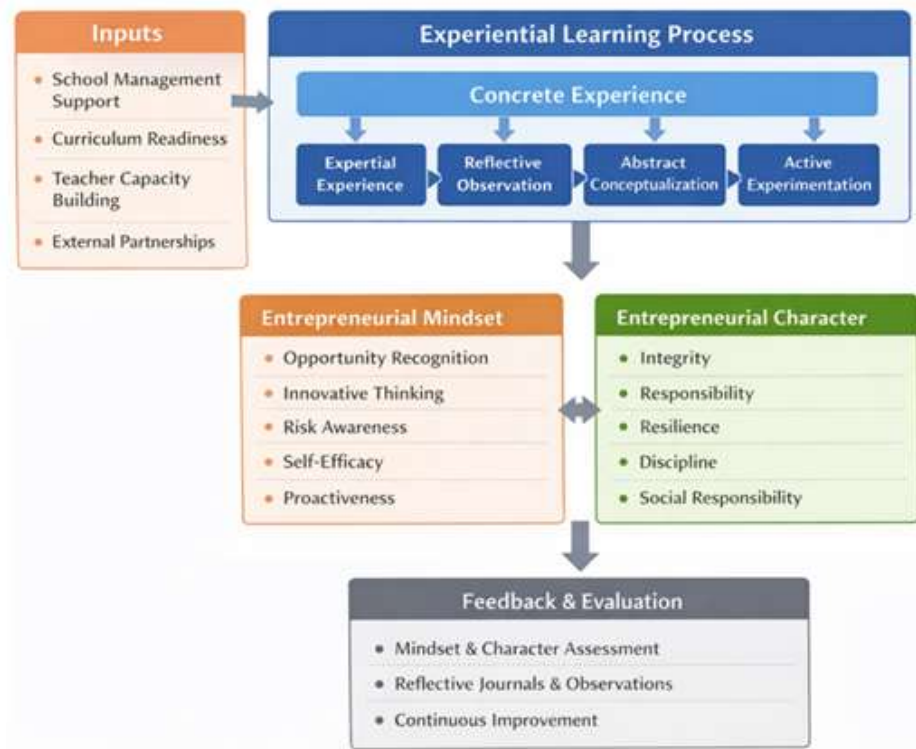 Inputs
School Management
Support
Curriculum Readiness
Teacher Capacity
Building
External Partnerships
Experiential Learning Process
Concrete Experience
Expertial
Experience
Reflective
Observation
Abstract
Conceptualization
Active
Experimentation
Entrepreneurial Mindset
Opportunity Recognition
Innovative Thinking
Risk Awareness
Self-Efficacy
Proactiveness
Entrepreneurial Character
Integrity
Responsibility
Resilience
Discipline
Social Responsibility
Feedback & Evaluation
Mindset & Character Assessment
Reflective Journals & Observations
Continuous Improvement